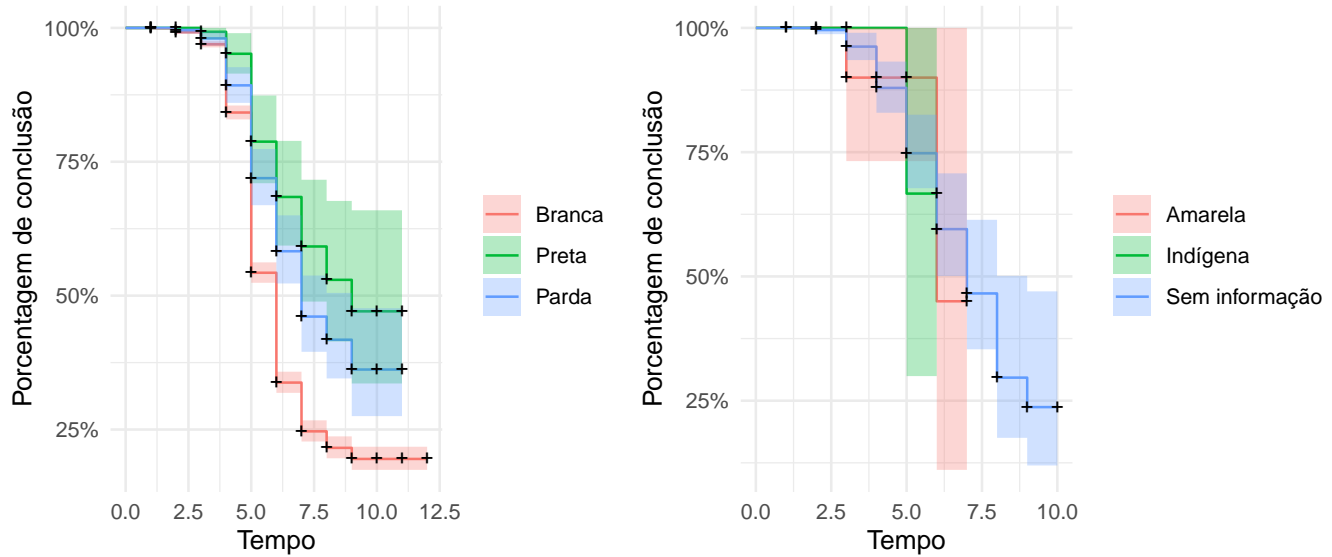 100%
75%
50%
25%
Porcentagem de conclusão
0.0 2.5 5.0 7.5 10.0 12.5
Tempo
Branca
Preta
Parda
100%
75%
50%
25%
Porcentagem de conclusão
0.0 2.5 5.0 7.5 10.0
Tempo
Amarela
Indígena
Sem informação